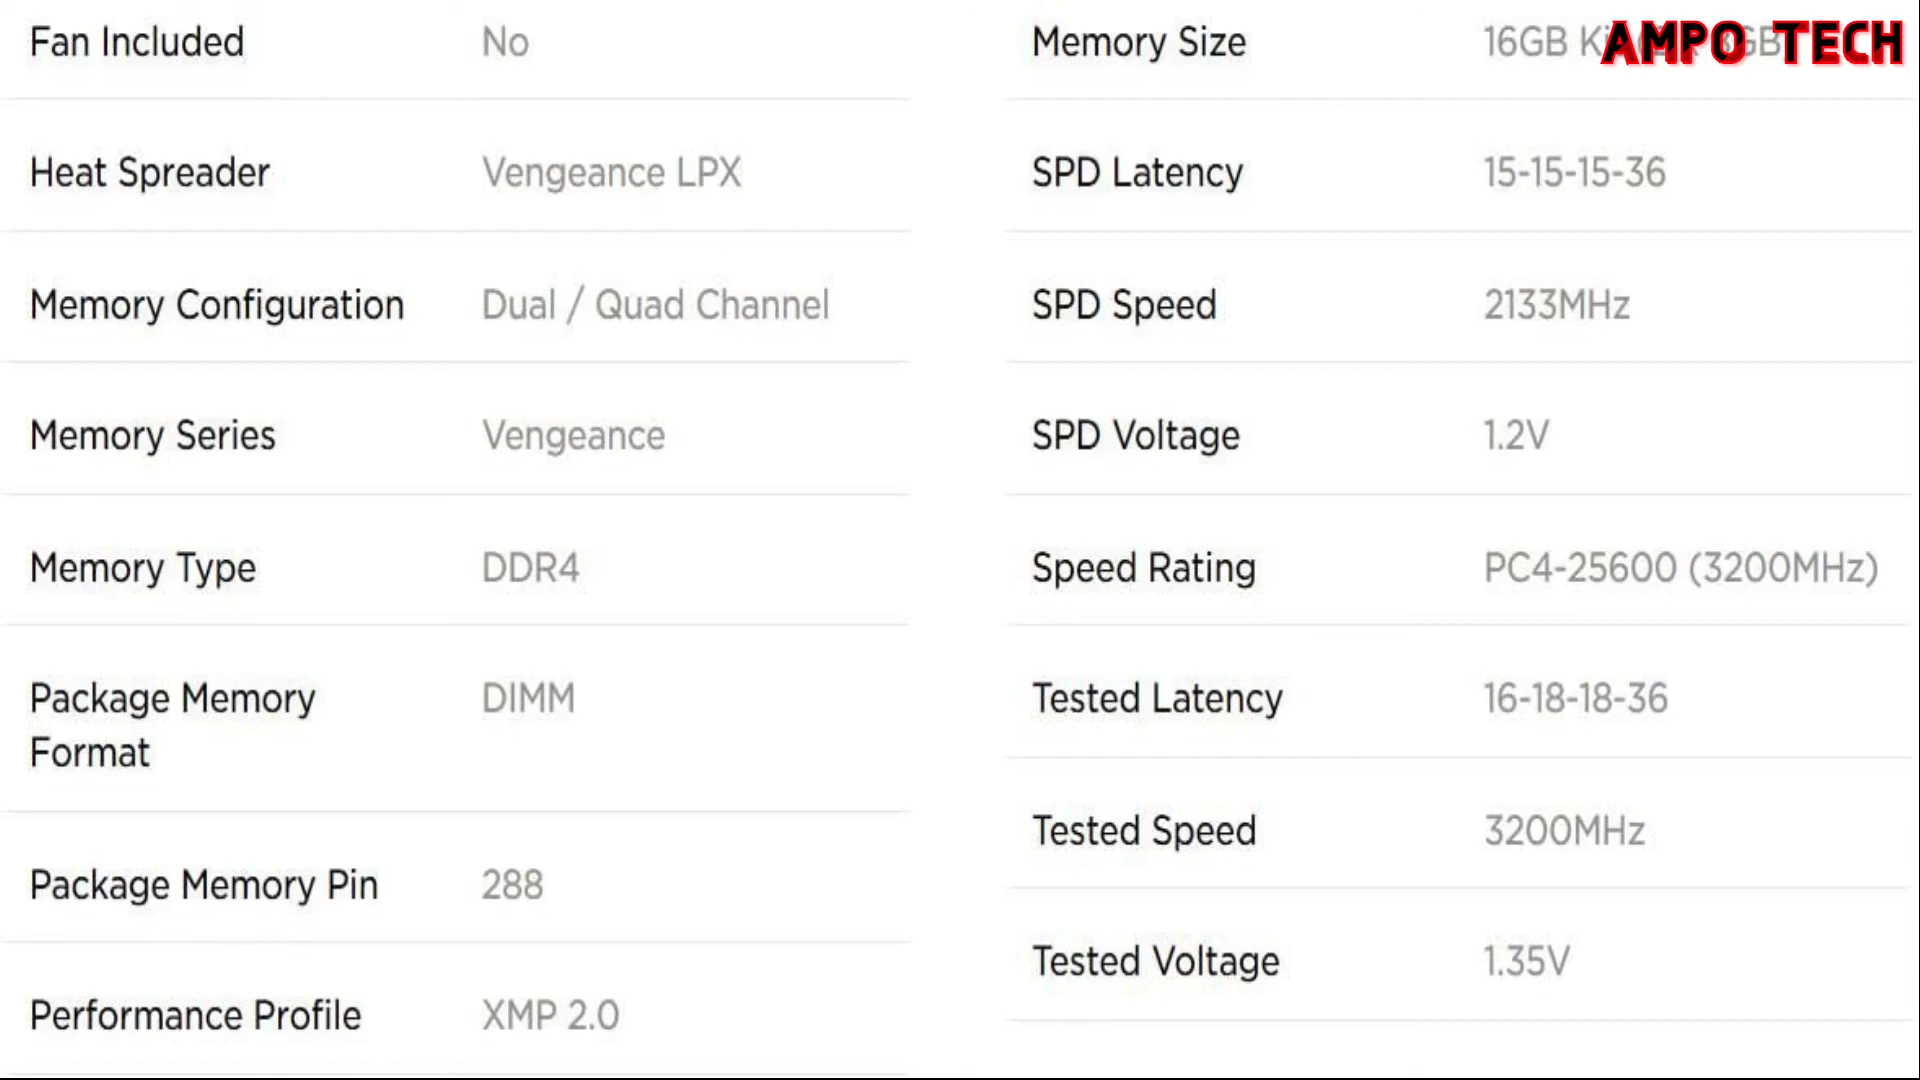 Fan Included No
Heat Spreader Vengeance LPX
Memory Configuration Dual / Quad Channel
Memory Series Vengeance
Memory Type DDR4
Package Memory Format DIMM
Package Memory Pin 288
Performance Profile XMP 2.0
Memory Size 16GB
AMPO TECH
SPD Latency 15-15-15-36
SPD Speed 2133MHz
SPD Voltage 1.2V
Speed Rating PC4-25600 (3200MHz)
Tested Latency 16-18-18-36
Tested Speed 3200MHz
Tested Voltage 1.35V